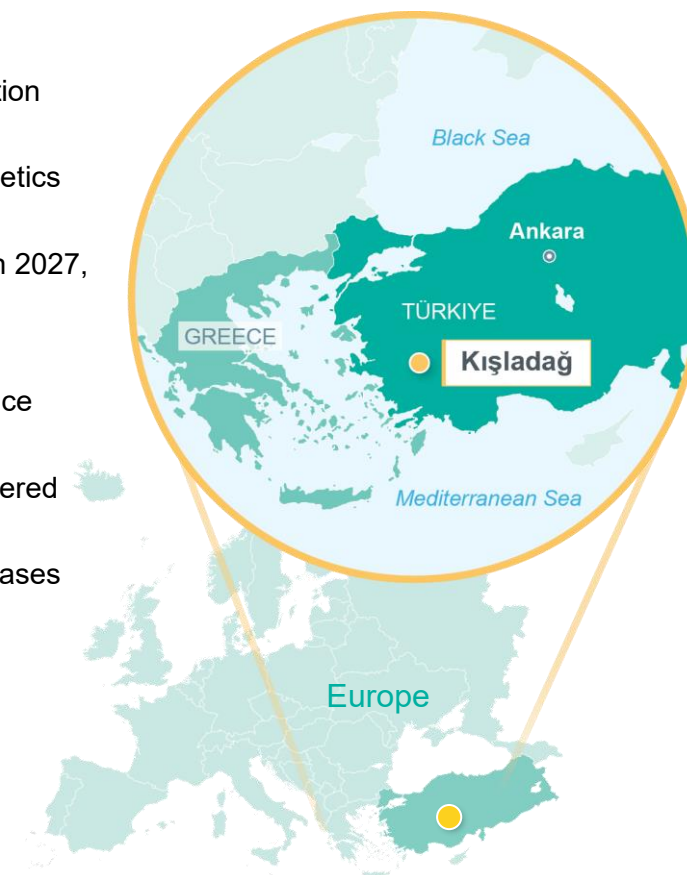 tion
etics
n 2027,
ce
ered
ases
Black Sea
Ankara
TÜRKIYE
GREECE
Kışladağ
Mediterranean Sea
Europe